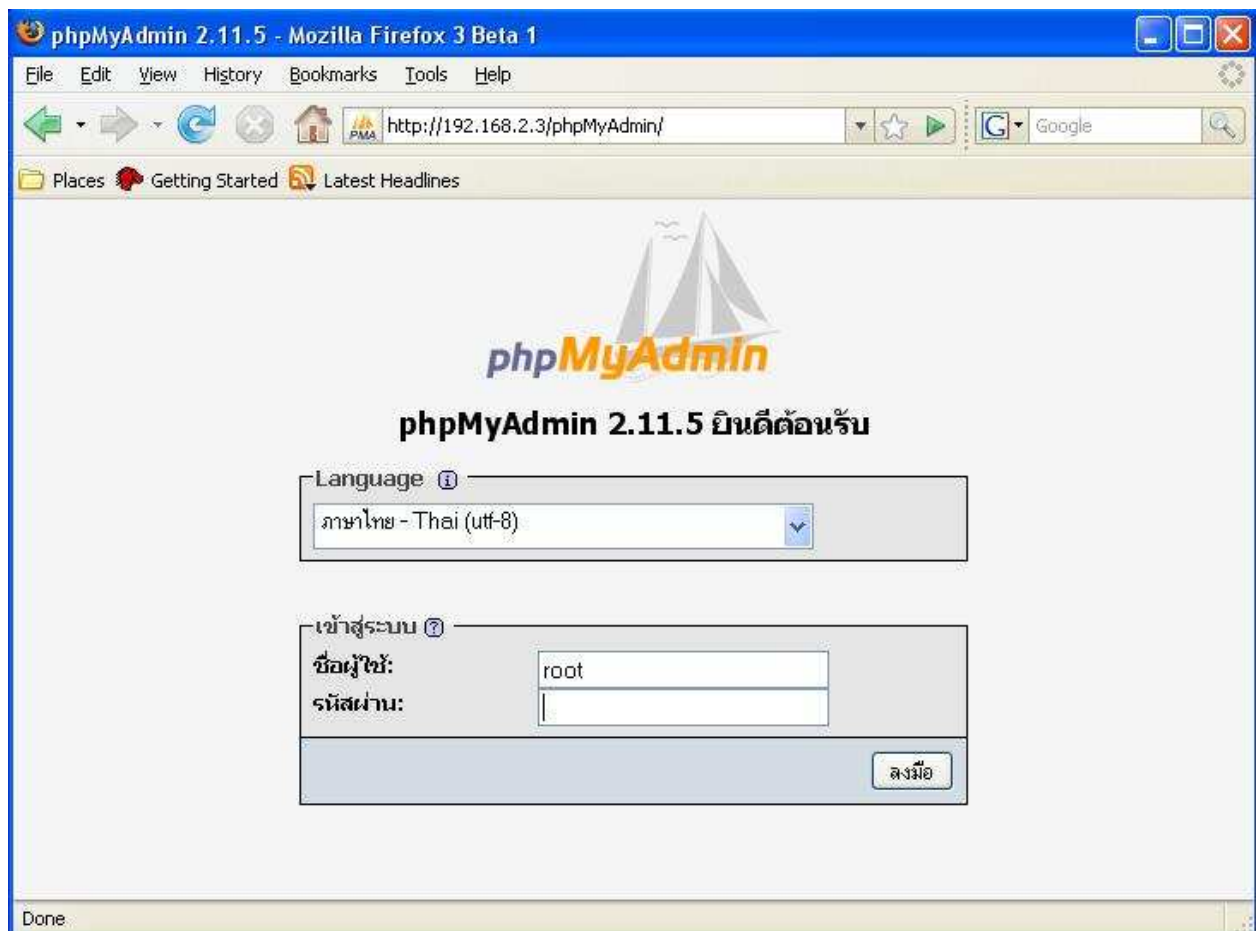 phpMyAdmin 2.11.5 - Mozilla Firefox 3 Beta 1
File Edit View History Bookmarks Tools Help
PMA http://192.168.2.3/phpMyAdmin/ G Google
Places Getting Started Latest Headlines
phpMyAdmin
phpMyAdmin 2.11.5 ยินดีต้อนรับ
Language
ภาษาไทย - Thai (utf-8)
เข้าสู่ระบบ
ชื่อผู้ใช้: root
รหัสผ่าน:
ลงมือ
Done